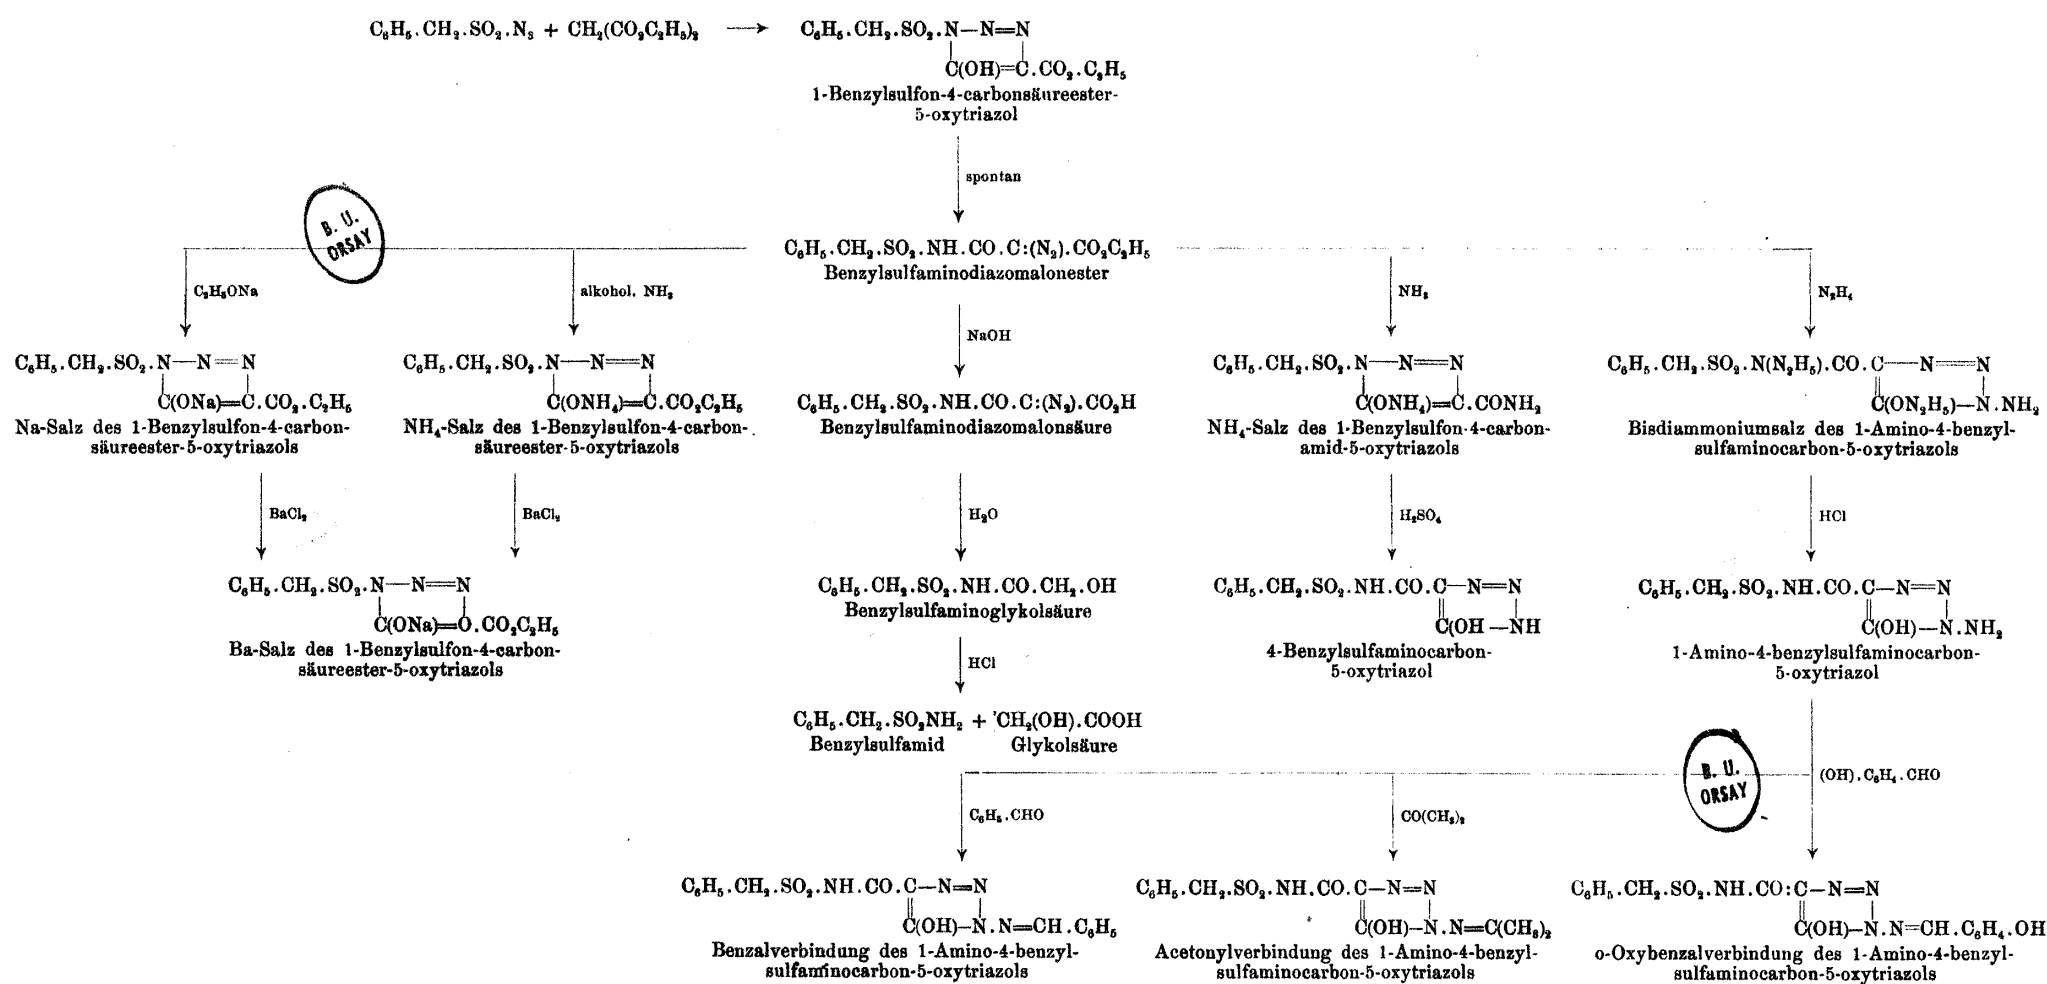 C₆H₅.CH₂.SO₂.N₃ + CH₂(CO₂C₂H₅)₂ ⟶ C₆H₅.CH₂.SO₂.N—N=N
C(OH)=C.CO₂.C₂H₅
1-Benzylsulfon-4-carbonsäureester-
5-oxytriazol
spontan
B. U.
ORSAY
C₆H₅.CH₂.SO₂.NH.CO.C:(N₂).CO₂C₂H₅
Benzylsulfaminodiazomalonester
C₂H₅ONa
alkohol. NH₃
NaOH
NH₃
N₂H₄
C₆H₅.CH₂.SO₂.N—N=N
C(ONa)=C.CO₂.C₂H₅
Na-Salz des 1-Benzylsulfon-4-carbon-
säureester-5-oxytriazols
C₆H₅.CH₂.SO₂.N—N=N
C(ONH₄)=C.CO₂C₂H₅
NH₄-Salz des 1-Benzylsulfon-4-carbon-
säureester-5-oxytriazols
C₆H₅.CH₂.SO₂.NH.CO.C:(N₂).CO₂H
Benzylsulfaminodiazomalonsäure
C₆H₅.CH₂.SO₂.N—N=N
C(ONH₄)=C.CONH₂
NH₄-Salz des 1-Benzylsulfon-4-carbon-
amid-5-oxytriazols
C₆H₅.CH₂.SO₂.N(N₂H₅).CO.C—N=N
C(ON₂H₅)—N.NH₂
Bisdiammoniumsalz des 1-Amino-4-benzyl-
sulfaminocarbon-5-oxytriazols
BaCl₂
BaCl₂
H₂O
H₂SO₄
HCl
C₆H₅.CH₂.SO₂.N—N=N
C(ONa)=C.CO₂C₂H₅
Ba-Salz des 1-Benzylsulfon-4-carbon-
säureester-5-oxytriazols
C₆H₅.CH₂.SO₂.NH.CO.CH₂.OH
Benzylsulfaminoglykolsäure
C₆H₅.CH₂.SO₂.NH.CO.C—N=N
C(OH—NH
4-Benzylsulfaminocarbon-
5-oxytriazol
C₆H₅.CH₂.SO₂.NH.CO.C—N=N
C(OH)—N.NH₂
1-Amino-4-benzylsulfaminocarbon-
5-oxytriazol
HCl
C₆H₅.CH₂.SO₂NH₂ + CH₂(OH).COOH
Benzylsulfamid Glykolsäure
B. U.
ORSAY
(OH).C₆H₄.CHO
C₆H₅.CHO
CO(CH₃)₂
C₆H₅.CH₂.SO₂.NH.CO.C—N=N
C(OH)—N.N=CH.C₆H₅
Benzalverbindung des 1-Amino-4-benzyl-
sulfaminocarbon-5-oxytriazols
C₆H₅.CH₂.SO₂.NH.CO.C—N=N
C(OH)—N.N=C(CH₃)₂
Acetonylverbindung des 1-Amino-4-benzyl-
sulfaminocarbon-5-oxytriazols
C₆H₅.CH₂.SO₂.NH.CO:C—N=N
C(OH)—N.N=CH.C₆H₄.OH
o-Oxybenzalverbindung des 1-Amino-4-benzyl-
sulfaminocarbon-5-oxytriazols